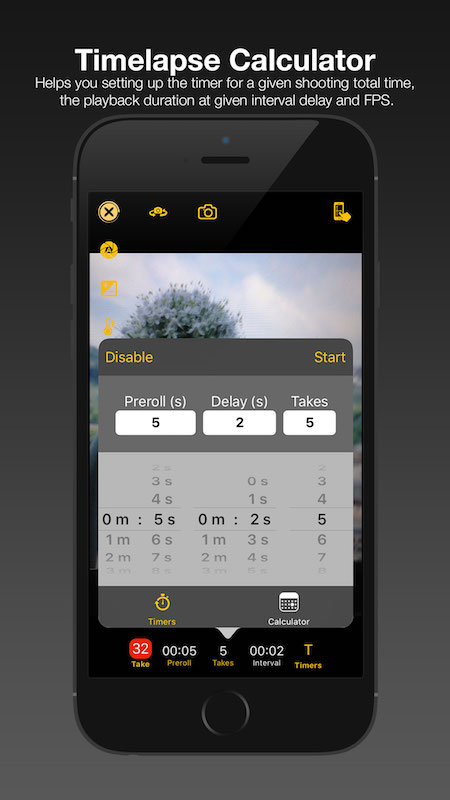 Timelapse Calculator
Helps you setting up the timer for a given shooting total time,
the playback duration at given interval delay and FPS.
A
Disable Start
Preroll (s) Delay (s) Takes
5 2 5
2 s
3 s 0 s 3
4 s 1 s 4
0 m : 5 s 0 m : 2 s 5
1 m 6 s 1 m 3 s 6
2 m 7 s 2 m 4 s 7
3 m 8 s 3 m 5 s 8
Timers Calculator
32 00:05 5 00:02 T
Take Preroll Takes Interval Timers